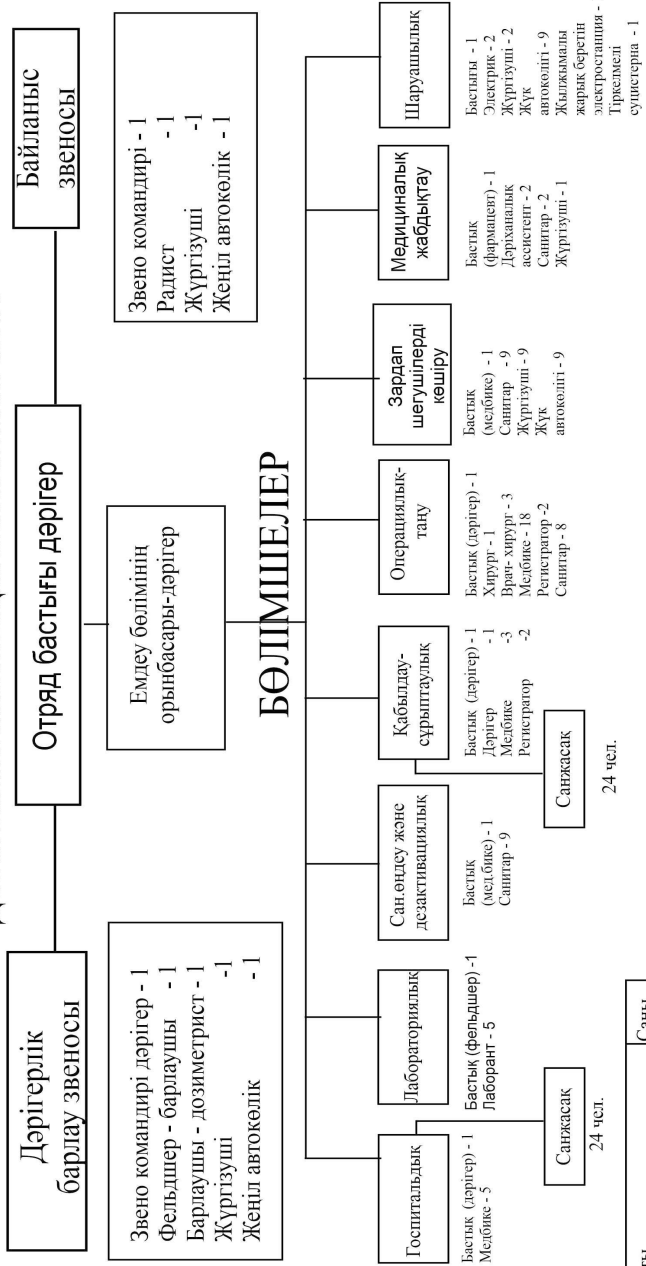 Дәрігерлік
барлау звеносы
Отряд бастығы дәрігер
Байланыс
звеносы
Звено командирі дәрігер - 1
Фельдшер - барлаушы - 1
Барлаушы - дозиметрист - 1
Жүргізуші -1
Жеңіл автокөлік - 1
Емдеу бөлімінің
орынбасары-дәрігер
Звено командирі - 1
Радист - 1
Жүргізуші -1
Жеңіл автокөлік - 1
БӨЛІМШЕЛЕР
Госпитальдық
Бастық (дәрігер) - 1
Медбике - 5
Санжасақ
24 чел.
Лабораториялық
Бастық (фельдшер) -1
Лаборант - 5
Сан.өңдеу және
дезактивациялық
Бастық
(мед.бике) - 1
Санитар - 9
Қабылдау-
сұрыптаулық
Бастық (дәрігер) - 1
Дәрігер - 1
Медбике -3
Регистратор -2
Санжасақ
24 чел.
Операциялық-
таңу
Бастық (дәрігер) - 1
Хирург - 1
Врач- хирург - 3
Медбике - 18
Регистратор -2
Санитар - 8
Зардап
шегушілерді
көшіру
Бастық
(медбике) - 1
Санитар - 9
Жүргізуші - 9
Жүк
автокөлігі - 9
Медициналық
жабдықтау
Бастық
(фармацевт) - 1
Дәріханалық
ассистент - 2
Санитар - 2
Жүргізуші - 1
Шаруашылық
Бастығы - 1
Электрик - 2
Жүргізуші - 2
Жүк
автокөлігі - 9
Жылжымалы
жарық беретін
электростанция -
Тіркелмелі
суцистерна - 1
Саны